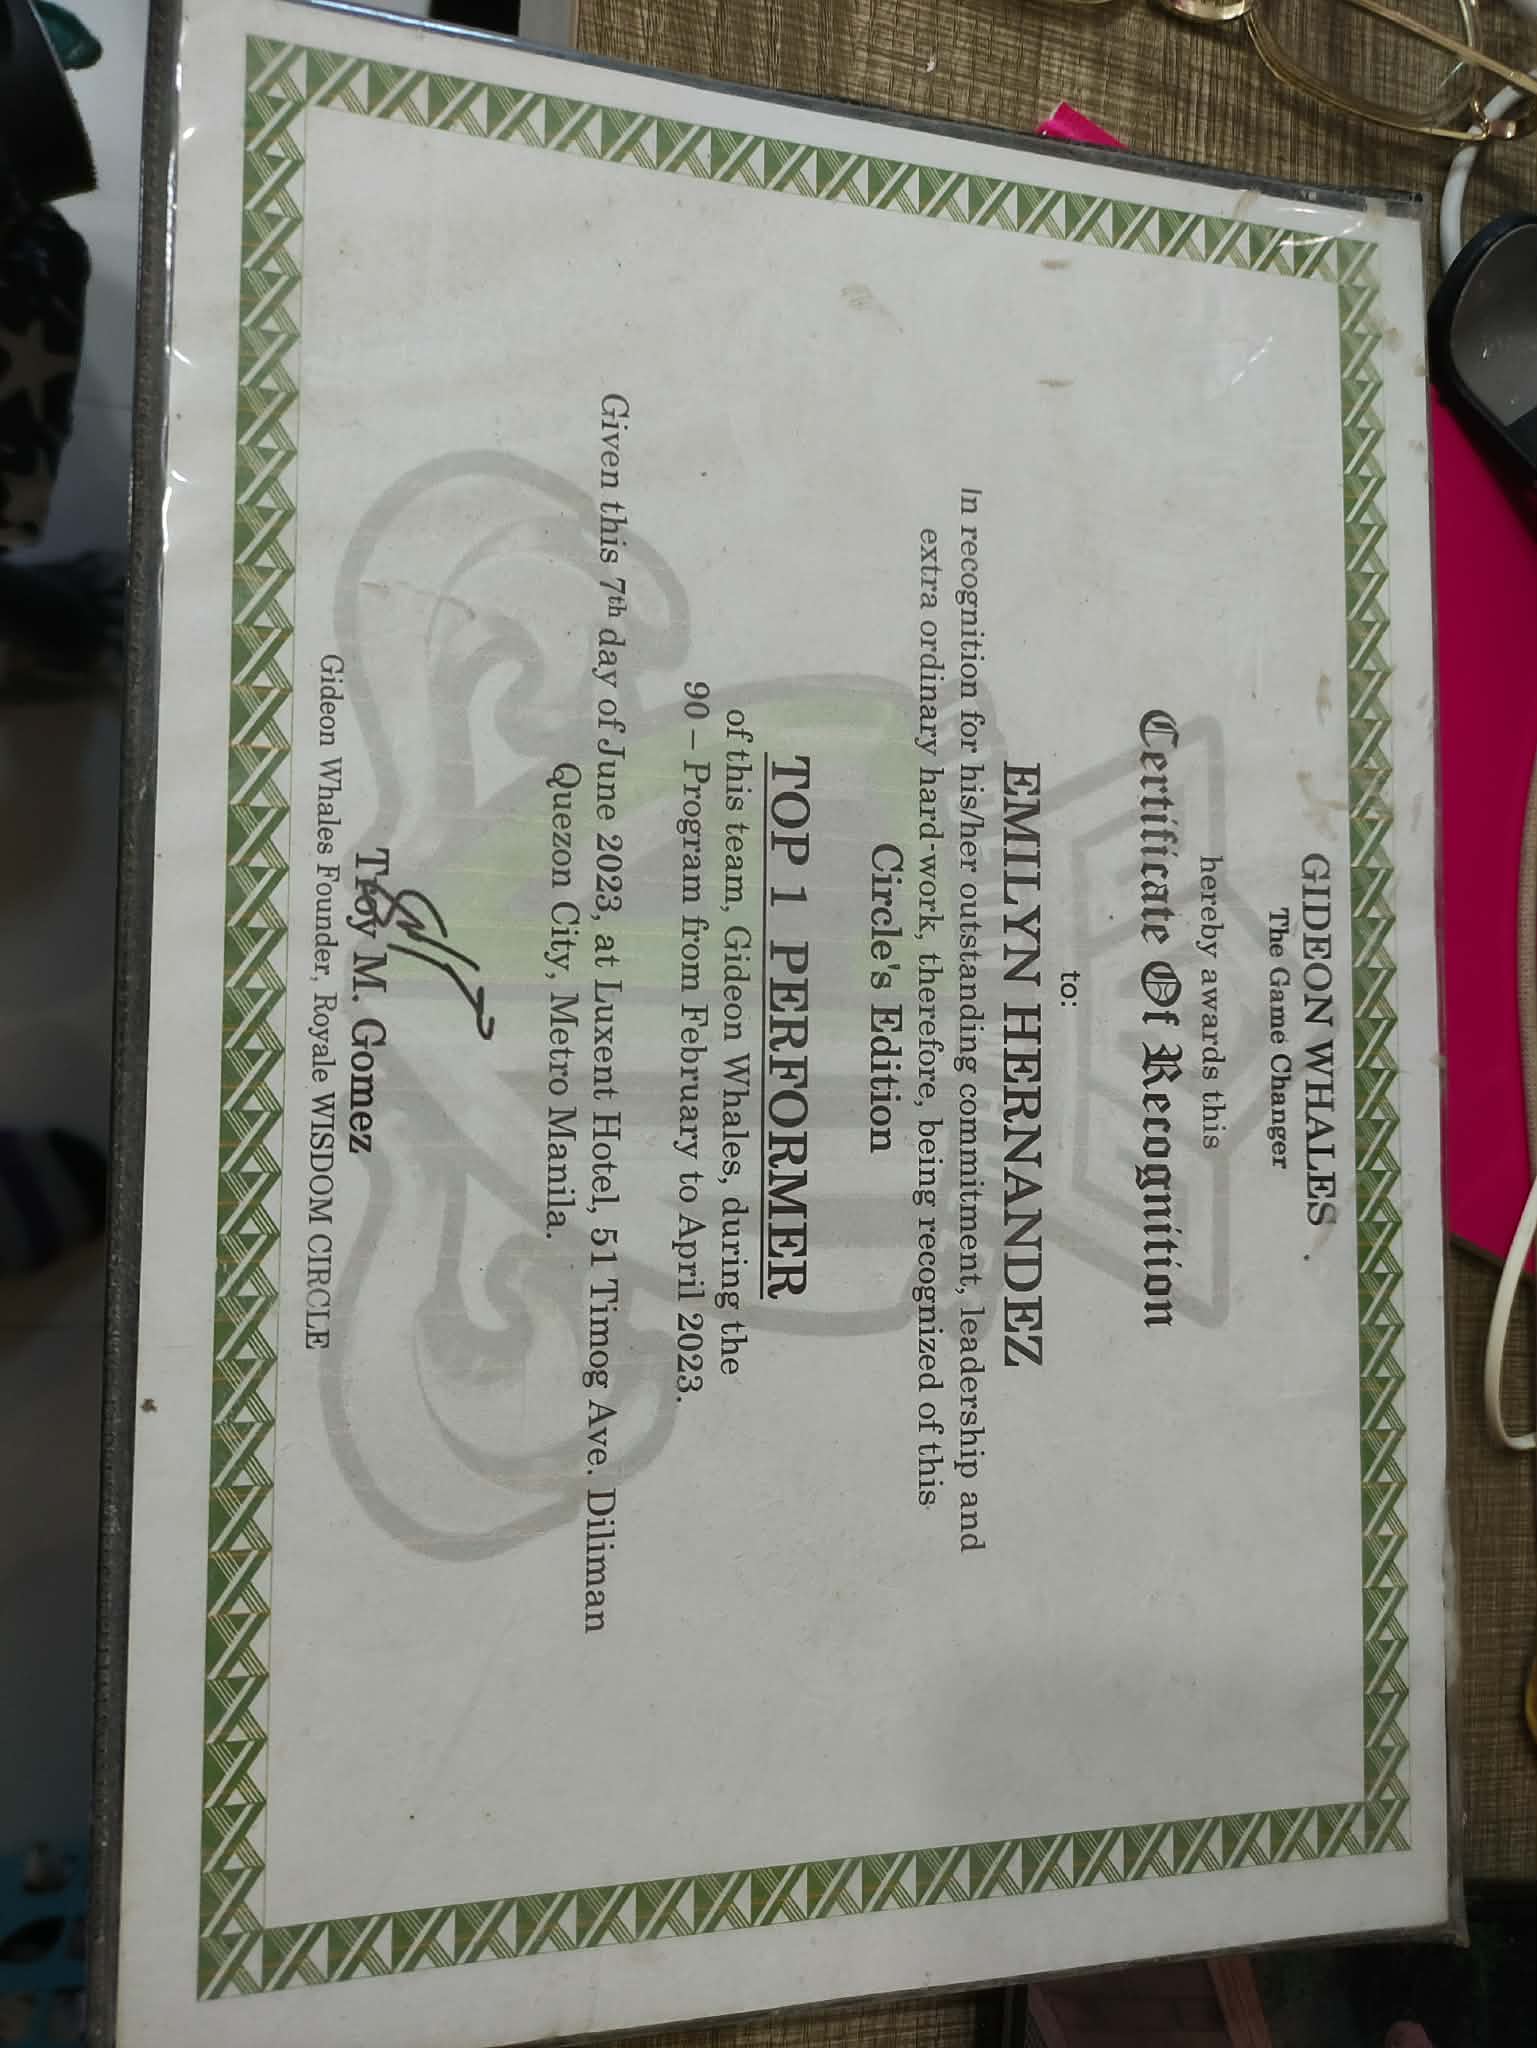 GIDEON WHALES .
The Game Changer
hereby awards this
Certificate Of Recognition
to:
EMILYN HERNANDEZ
In recognition for his/her outstanding commitment, leadership and
extra ordinary hard-work, therefore, being recognized of this
Circle's Edition
TOP 1 PERFORMER
of this team, Gideon Whales, during the
90 – Program from February to April 2023.
Given this 7th day of June 2023, at Luxent Hotel, 51 Timog Ave. Diliman
Quezon City, Metro Manila.
Troy M. Gomez
Gideon Whales Founder, Royale WISDOM CIRCLE